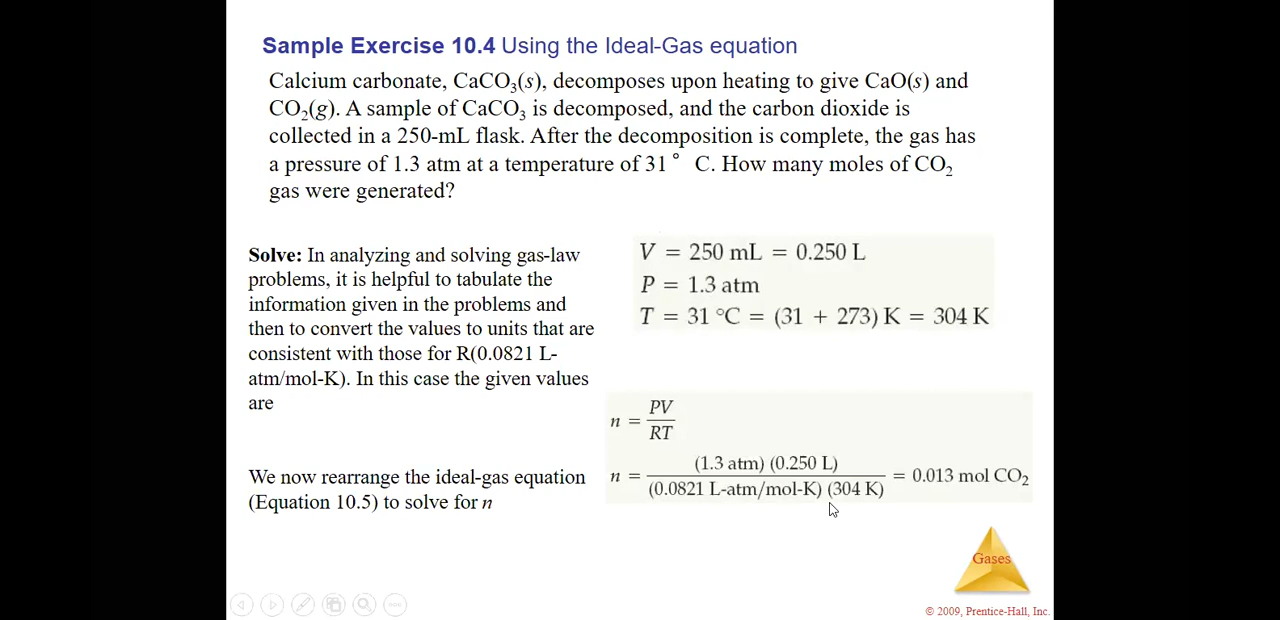 Sample Exercise 10.4 Using the Ideal-Gas equation
Calcium carbonate, CaCO₃(s), decomposes upon heating to give CaO(s) and
CO₂(g). A sample of CaCO₃ is decomposed, and the carbon dioxide is
collected in a 250-mL flask. After the decomposition is complete, the gas has
a pressure of 1.3 atm at a temperature of 31 ° C. How many moles of CO₂
gas were generated?
Solve: In analyzing and solving gas-law
problems, it is helpful to tabulate the
information given in the problems and
then to convert the values to units that are
consistent with those for R(0.0821 L-
atm/mol-K). In this case the given values
are
V = 250 mL = 0.250 L
P = 1.3 atm
T = 31 °C = (31 + 273) K = 304 K
We now rearrange the ideal-gas equation
(Equation 10.5) to solve for n
n = PV
RT
n = (1.3 atm) (0.250 L)
(0.0821 L-atm/mol-K) (304 K)
= 0.013 mol CO₂
Gases
© 2009, Prentice-Hall, Inc.